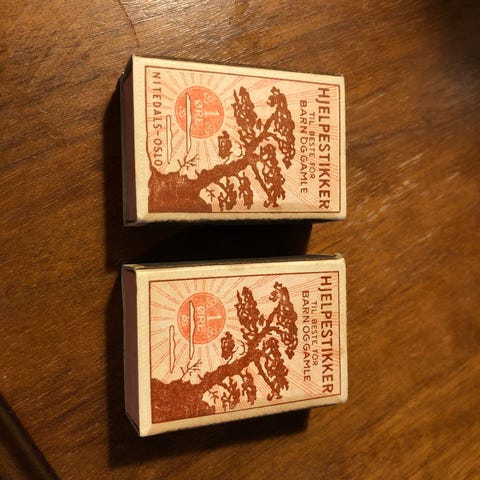 HJELPESTIKKER
TIL BESTE FOR
BARN OG GAMLE
1
ØRE
NITEDALS-OSLO
HJELPESTIKKER
TIL BESTE FOR
BARN OG GAMLE
1
ØRE